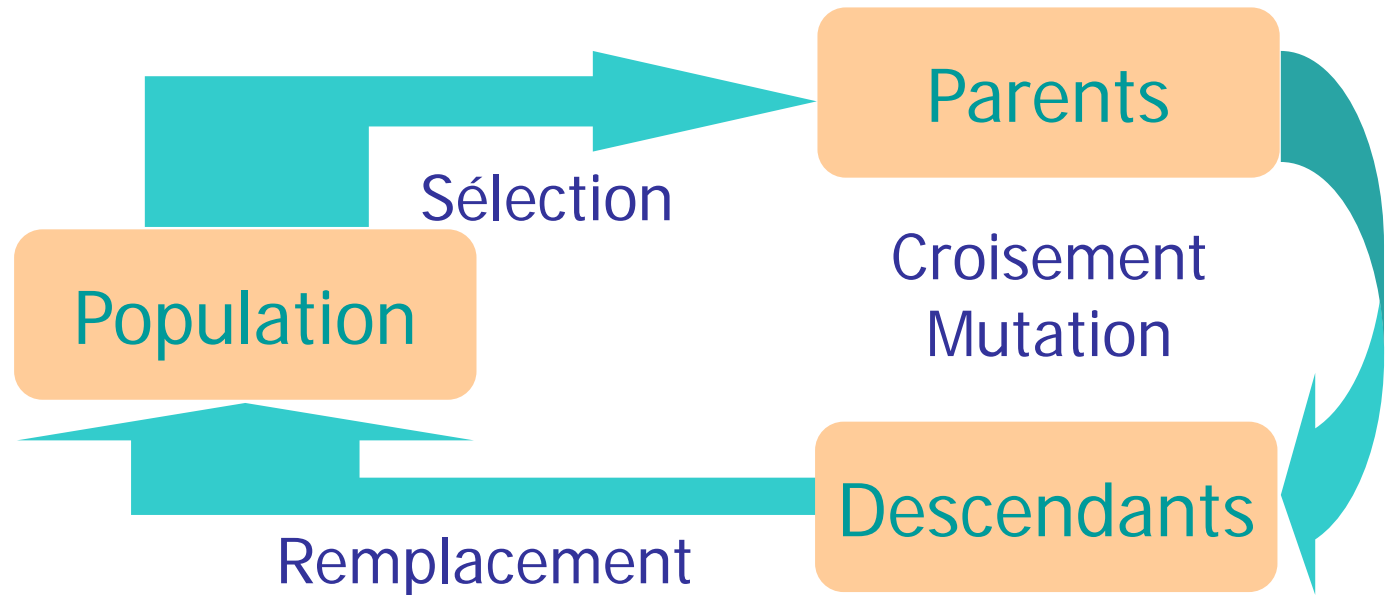 Parents
Sélection
Croisement
Mutation
Population
Descendants
Remplacement